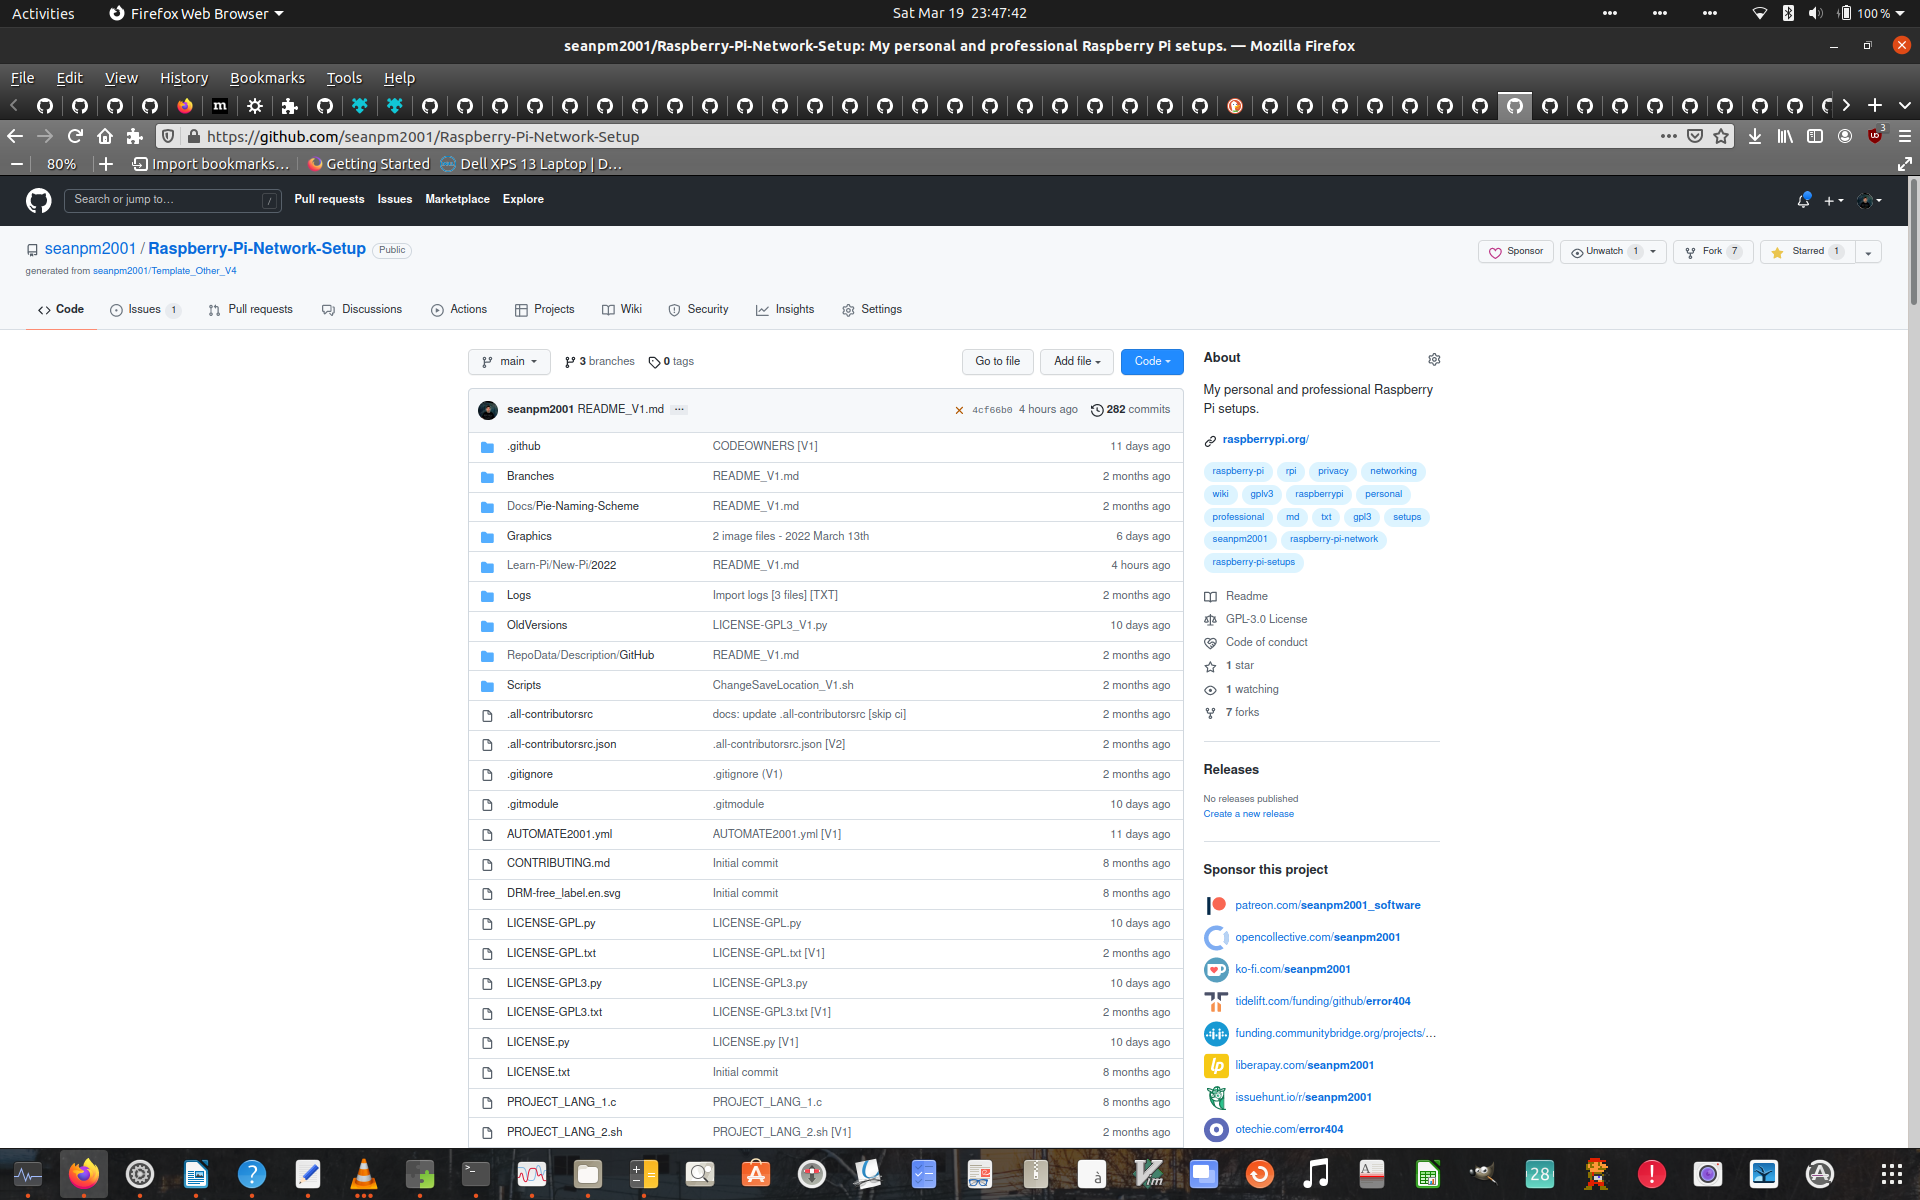 Activities
Firefox Web Browser
Sat Mar 19 23:47:42
100 %
seanpm2001/Raspberry-Pi-Network-Setup: My personal and professional Raspberry Pi setups. — Mozilla Firefox
File Edit View History Bookmarks Tools Help
https://github.com/seanpm2001/Raspberry-Pi-Network-Setup
3
80%
Import bookmarks…
Getting Started
Dell XPS 13 Laptop | D…
Search or jump to…
/
Pull requests Issues Marketplace Explore
seanpm2001 / Raspberry-Pi-Network-Setup Public
generated from seanpm2001/Template_Other_V4
Sponsor
Unwatch 1
Fork 7
Starred 1
Code
Issues 1
Pull requests
Discussions
Actions
Projects
Wiki
Security
Insights
Settings
main
3 branches
0 tags
Go to file
Add file
Code
seanpm2001 README_V1.md
4cf66b0 4 hours ago
282 commits
.github CODEOWNERS [V1] 11 days ago
Branches README_V1.md 2 months ago
Docs/Pie-Naming-Scheme README_V1.md 2 months ago
Graphics 2 image files - 2022 March 13th 6 days ago
Learn-Pi/New-Pi/2022 README_V1.md 4 hours ago
Logs Import logs [3 files] [TXT] 2 months ago
OldVersions LICENSE-GPL3_V1.py 10 days ago
RepoData/Description/GitHub README_V1.md 2 months ago
Scripts ChangeSaveLocation_V1.sh 2 months ago
.all-contributorsrc docs: update .all-contributorsrc [skip ci] 2 months ago
.all-contributorsrc.json .all-contributorsrc.json [V2] 2 months ago
.gitignore .gitignore (V1) 2 months ago
.gitmodule .gitmodule 10 days ago
AUTOMATE2001.yml AUTOMATE2001.yml [V1] 11 days ago
CONTRIBUTING.md Initial commit 8 months ago
DRM-free_label.en.svg Initial commit 8 months ago
LICENSE-GPL.py LICENSE-GPL.py 10 days ago
LICENSE-GPL.txt LICENSE-GPL.txt [V1] 2 months ago
LICENSE-GPL3.py LICENSE-GPL3.py 10 days ago
LICENSE-GPL3.txt LICENSE-GPL3.txt [V1] 2 months ago
LICENSE.py LICENSE.py [V1] 10 days ago
LICENSE.txt Initial commit 8 months ago
PROJECT_LANG_1.c PROJECT_LANG_1.c 8 months ago
PROJECT_LANG_2.sh PROJECT_LANG_2.sh [V1] 2 months ago
About
My personal and professional Raspberry
Pi setups.
raspberrypi.org/
raspberry-pi rpi privacy networking
wiki gplv3 raspberrypi personal
professional md txt gpl3 setups
seanpm2001 raspberry-pi-network
raspberry-pi-setups
Readme
GPL-3.0 License
Code of conduct
1 star
1 watching
7 forks
Releases
No releases published
Create a new release
Sponsor this project
patreon.com/seanpm2001_software
opencollective.com/seanpm2001
ko-fi.com/seanpm2001
tidelift.com/funding/github/error404
funding.communitybridge.org/projects/…
liberapay.com/seanpm2001
issuehunt.io/r/seanpm2001
otechie.com/error404
28